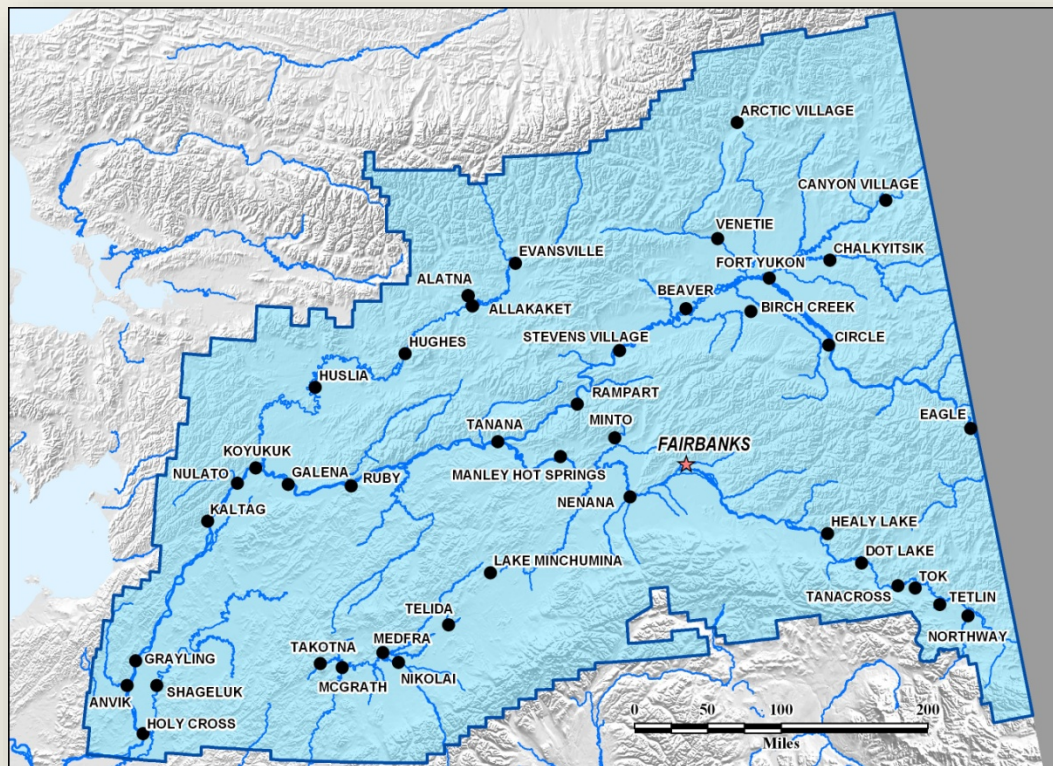 ARCTIC VILLAGE
CANYON VILLAGE
VENETIE
EVANSVILLE
CHALKYITSIK
FORT YUKON
ALATNA
BEAVER
ALLAKAKET
BIRCH CREEK
STEVENS VILLAGE
CIRCLE
HUGHES
HUSLIA
RAMPART
EAGLE
MINTO
TANANA
FAIRBANKS
KOYUKUK
NULATO
GALENA
RUBY
MANLEY HOT SPRINGS
NENANA
KALTAG
HEALY LAKE
DOT LAKE
LAKE MINCHUMINA
TOK
TANACROSS
TETLIN
TELIDA
NORTHWAY
MEDFRA
TAKOTNA
GRAYLING
NIKOLAI
MCGRATH
ANVIK
SHAGELUK
HOLY CROSS
0 50 100 200
Miles